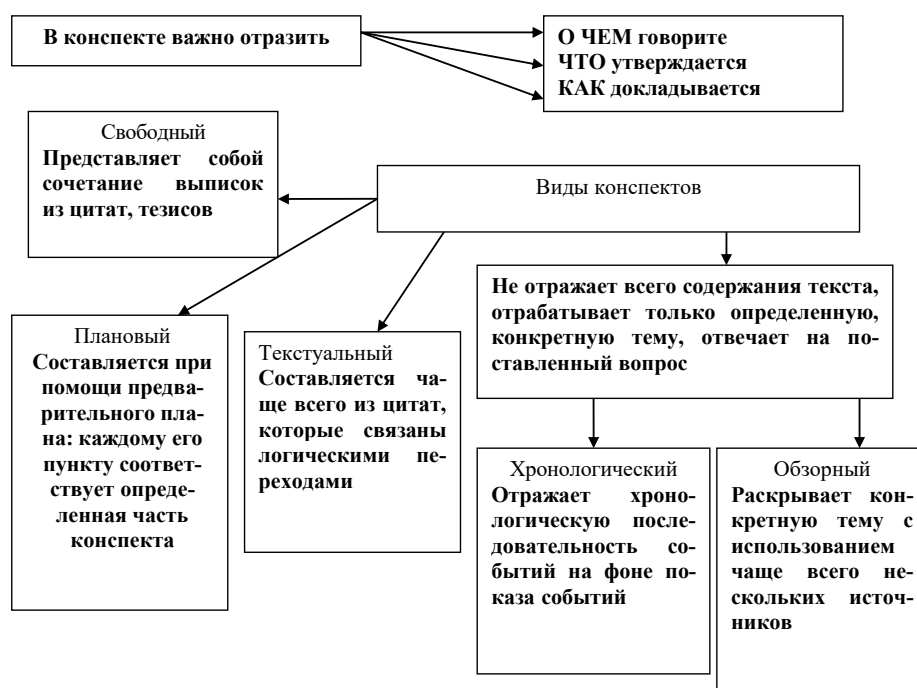 В конспекте важно отразить
О ЧЕМ говорите
ЧТО утверждается
КАК докладывается
Свободный
Представляет собой
сочетание выписок
из цитат, тезисов
Виды конспектов
Не отражает всего содержания текста,
отрабатывает только определенную,
конкретную тему, отвечает на по-
ставленный вопрос
Плановый
Составляется при
помощи предва-
рительного пла-
на: каждому его
пункту соответ-
ствует опреде-
ленная часть
конспекта
Текстуальный
Составляется ча-
ще всего из цитат,
которые связаны
логическими пе-
реходами
Хронологический
Отражает хроно-
логическую после-
довательность со-
бытий на фоне по-
каза событий
Обзорный
Раскрывает кон-
кретную тему с
использованием
чаще всего не-
скольких источ-
ников